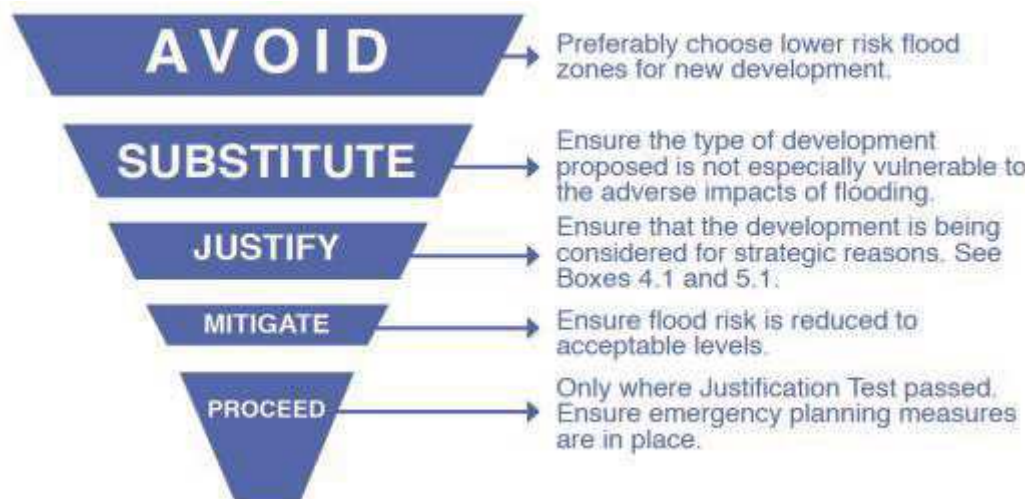 AVOID
Preferably choose lower risk flood
zones for new development.
SUBSTITUTE
Ensure the type of development
proposed is not especially vulnerable to
the adverse impacts of flooding.
JUSTIFY
Ensure that the development is being
considered for strategic reasons. See
Boxes 4.1 and 5.1.
MITIGATE
Ensure flood risk is reduced to
acceptable levels.
PROCEED
Only where Justification Test passed.
Ensure emergency planning measures
are in place.